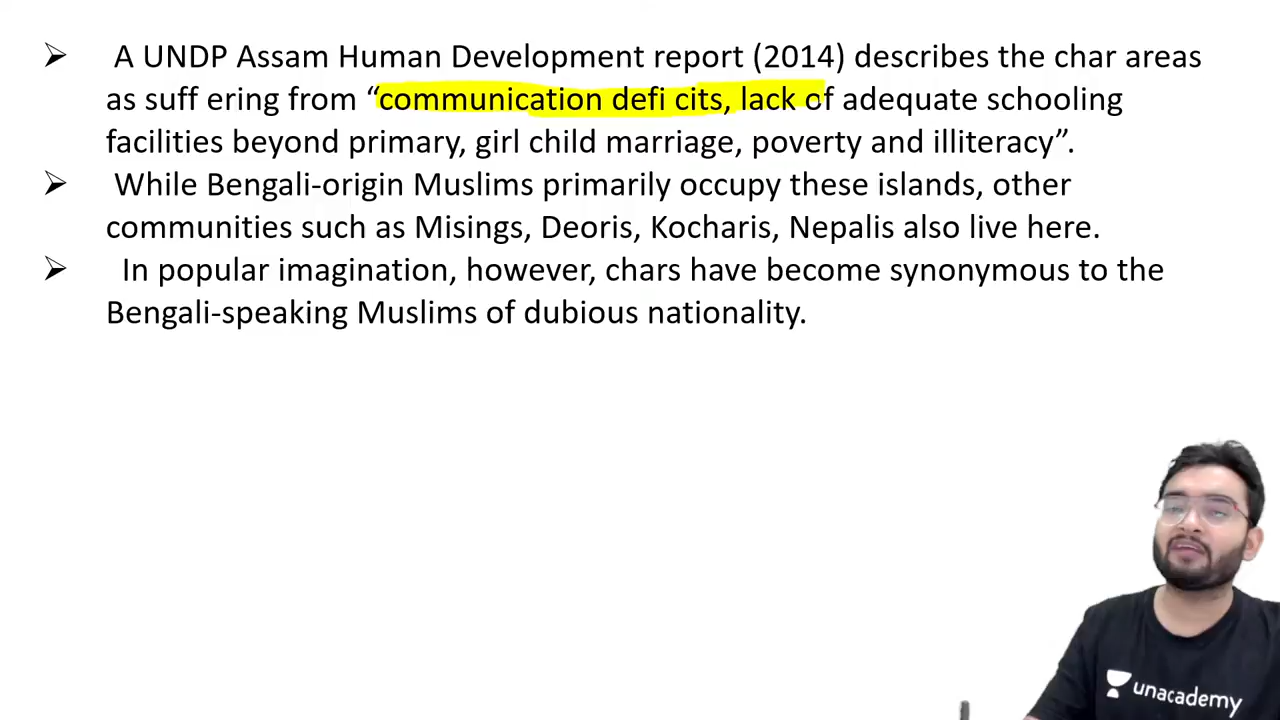 ➢ A UNDP Assam Human Development report (2014) describes the char areas
as suff ering from “communication defi cits, lack of adequate schooling
facilities beyond primary, girl child marriage, poverty and illiteracy”.
➢ While Bengali-origin Muslims primarily occupy these islands, other
communities such as Misings, Deoris, Kocharis, Nepalis also live here.
➢ In popular imagination, however, chars have become synonymous to the
Bengali-speaking Muslims of dubious nationality.
unacademy